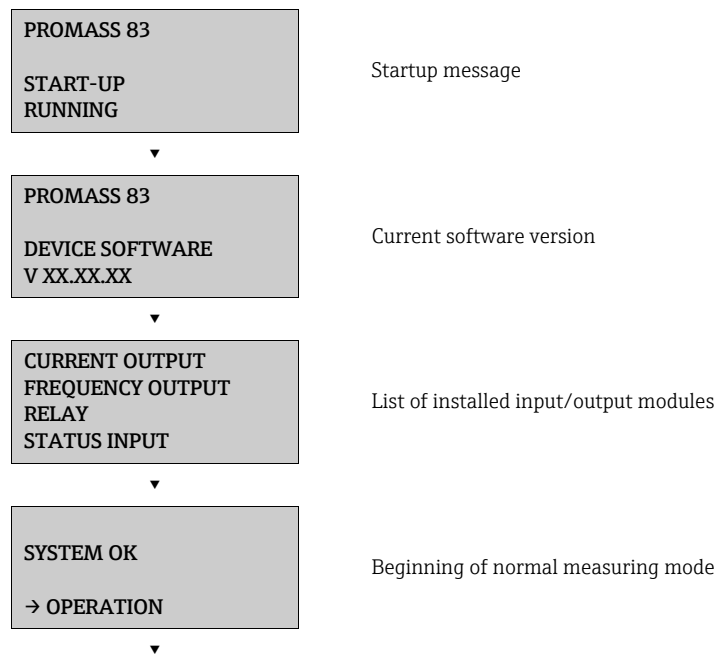 PROMASS 83
START-UP
RUNNING
Startup message
▼
PROMASS 83
DEVICE SOFTWARE
V XX.XX.XX
Current software version
▼
CURRENT OUTPUT
FREQUENCY OUTPUT
RELAY
STATUS INPUT
List of installed input/output modules
▼
SYSTEM OK
→ OPERATION
Beginning of normal measuring mode
▼